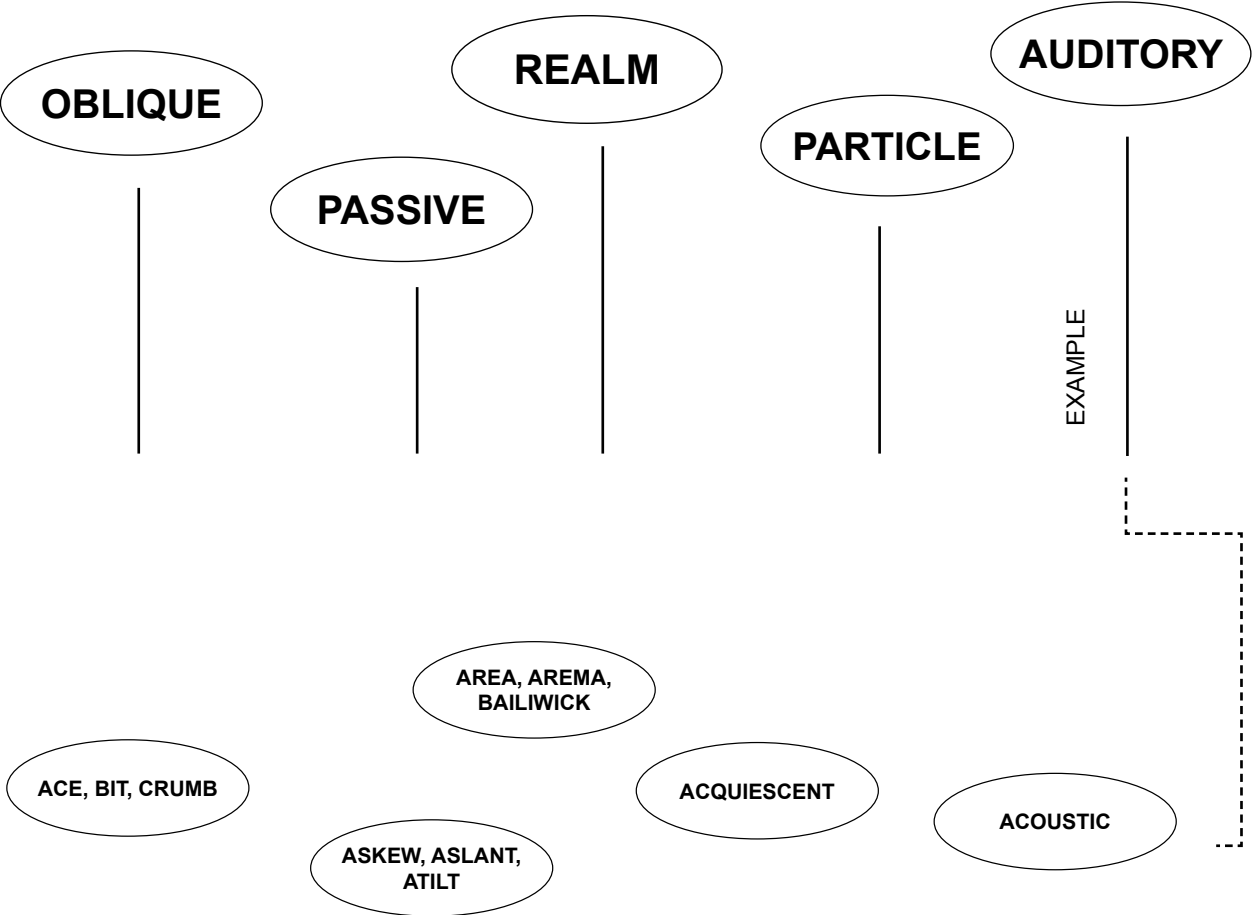 OBLIQUE
REALM
AUDITORY
PASSIVE
PARTICLE
EXAMPLE
AREA, AREMA,
BAILIWICK
ACE, BIT, CRUMB
ACQUIESCENT
ACOUSTIC
ASKEW, ASLANT,
ATILT